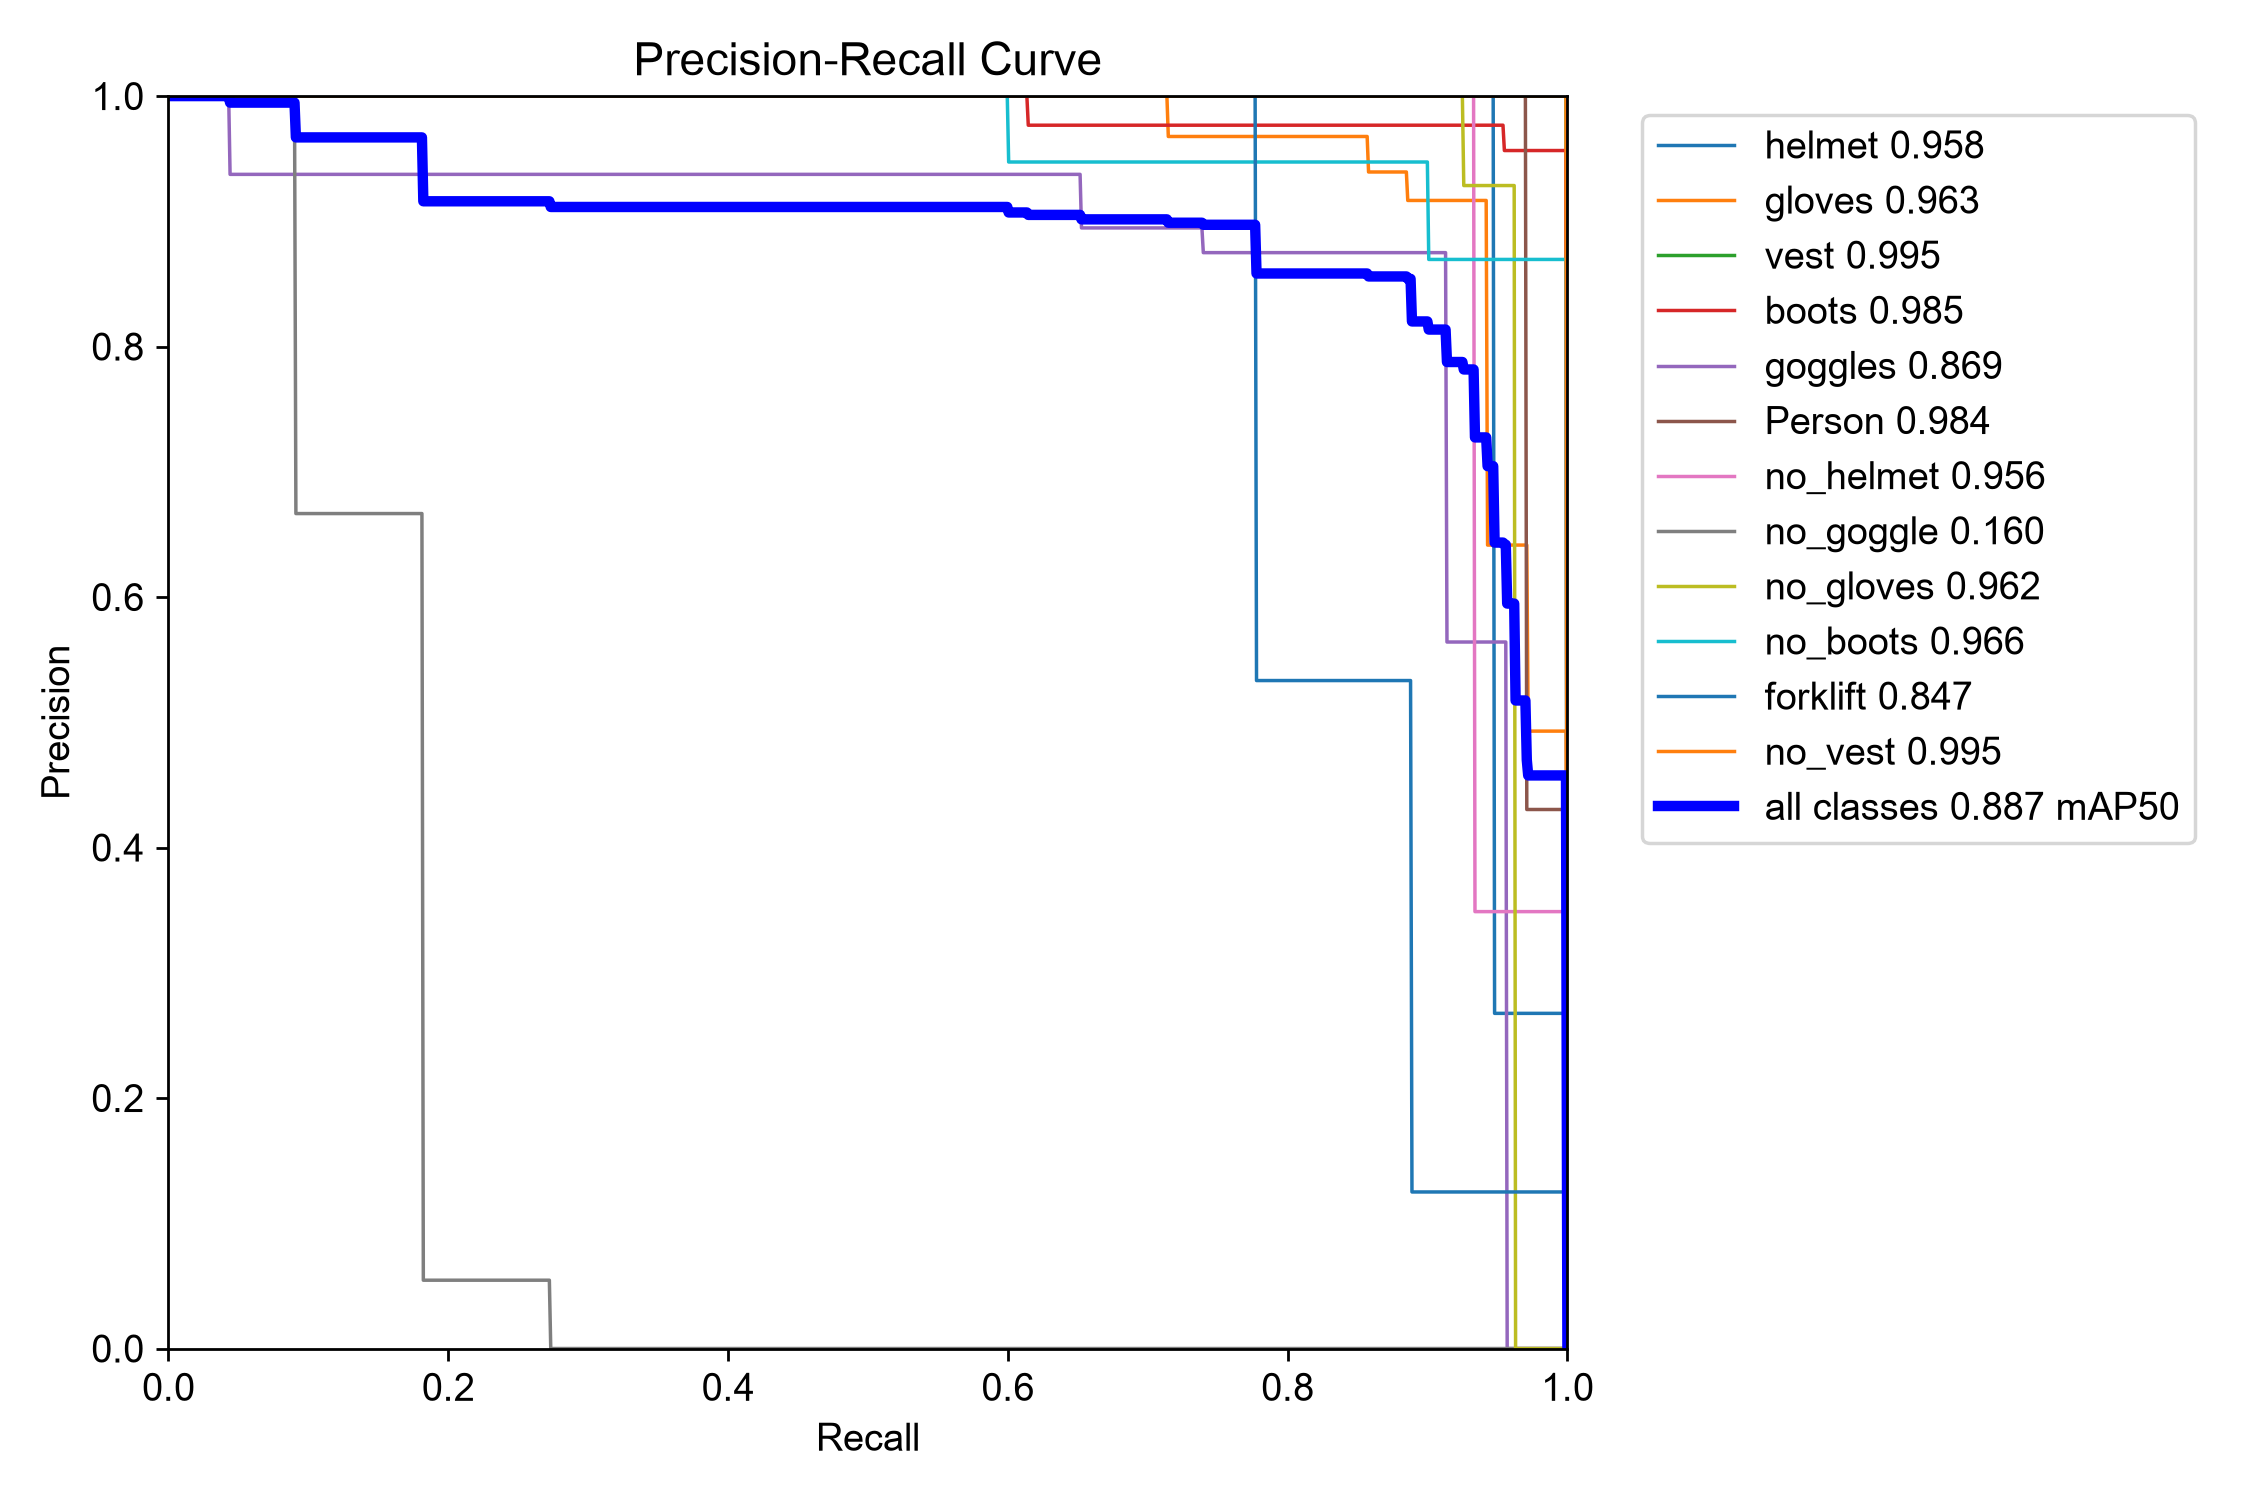 Precision-Recall Curve
1.0
0.8
0.6
0.4
0.2
0.0
Precision
0.0 0.2 0.4 0.6 0.8 1.0
Recall
helmet 0.958
gloves 0.963
vest 0.995
boots 0.985
goggles 0.869
Person 0.984
no_helmet 0.956
no_goggle 0.160
no_gloves 0.962
no_boots 0.966
forklift 0.847
no_vest 0.995
all classes 0.887 mAP50